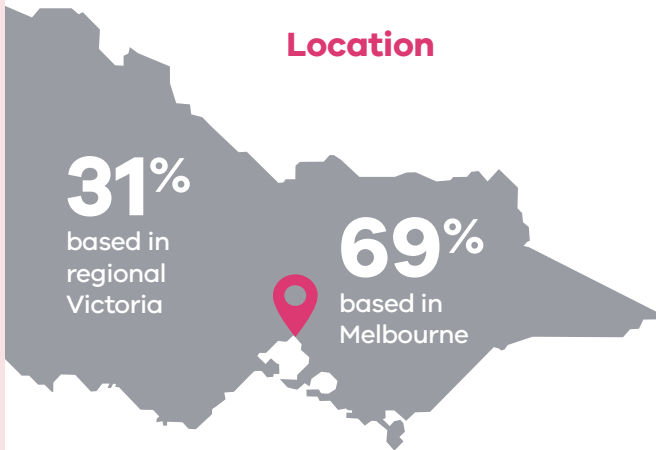 Location
31%
based in
regional
Victoria
69%
based in
Melbourne